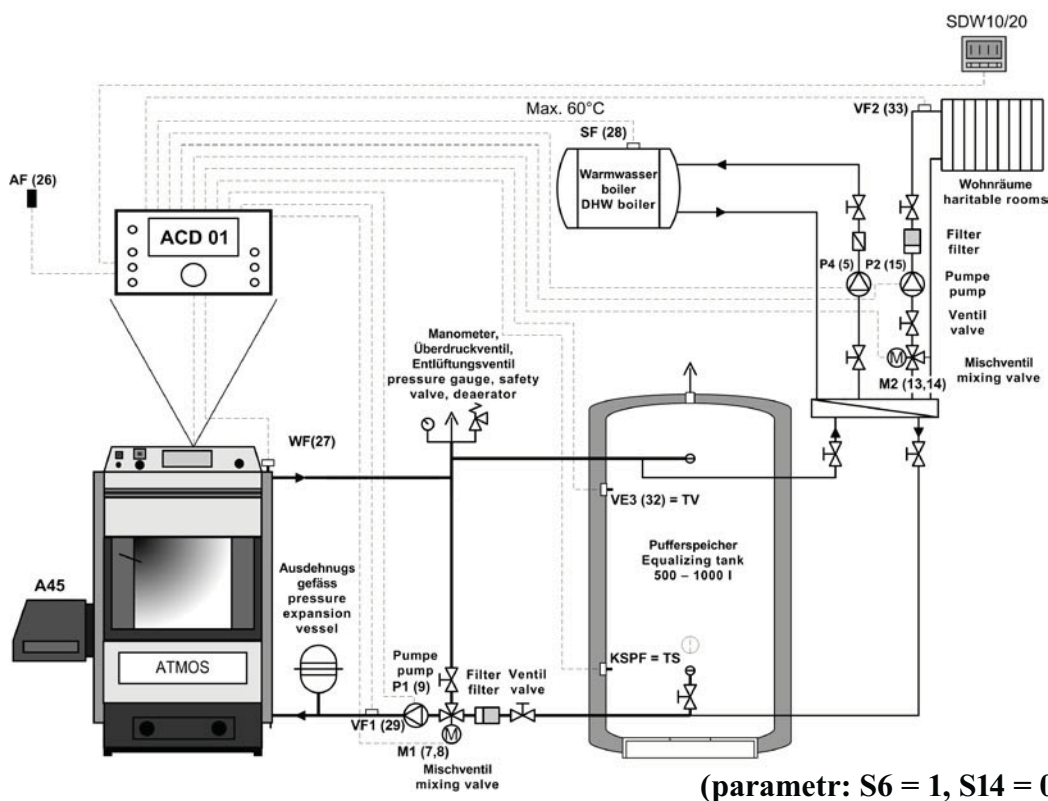 SDW10/20
Max. 60°C
SF (28)
VF2 (33)
AF (26)
ACD 01
Warmwasser
boiler
DHW boiler
Wohnräume
haritable rooms
Filter
filter
P4 (5)
P2 (15)
Pumpe
pump
Ventil
valve
M
M2 (13,14)
Mischventil
mixing valve
Manometer,
Überdruckventil,
Entlüftungsventil
pressure gauge, safety
valve, deaerator
WF(27)
VE3 (32) = TV
Pufferspeicher
Equalizing tank
500 – 1000 l
A45
Ausdehnugs
gefäss
pressure
expansion
vessel
ATMOS
KSPF = TS
Pumpe
pump
P1 (9)
Filter
filter
Ventil
valve
VF1 (29)
M
M1 (7,8)
Mischventil
mixing valve
(parametr: S6 = 1, S14 = 0